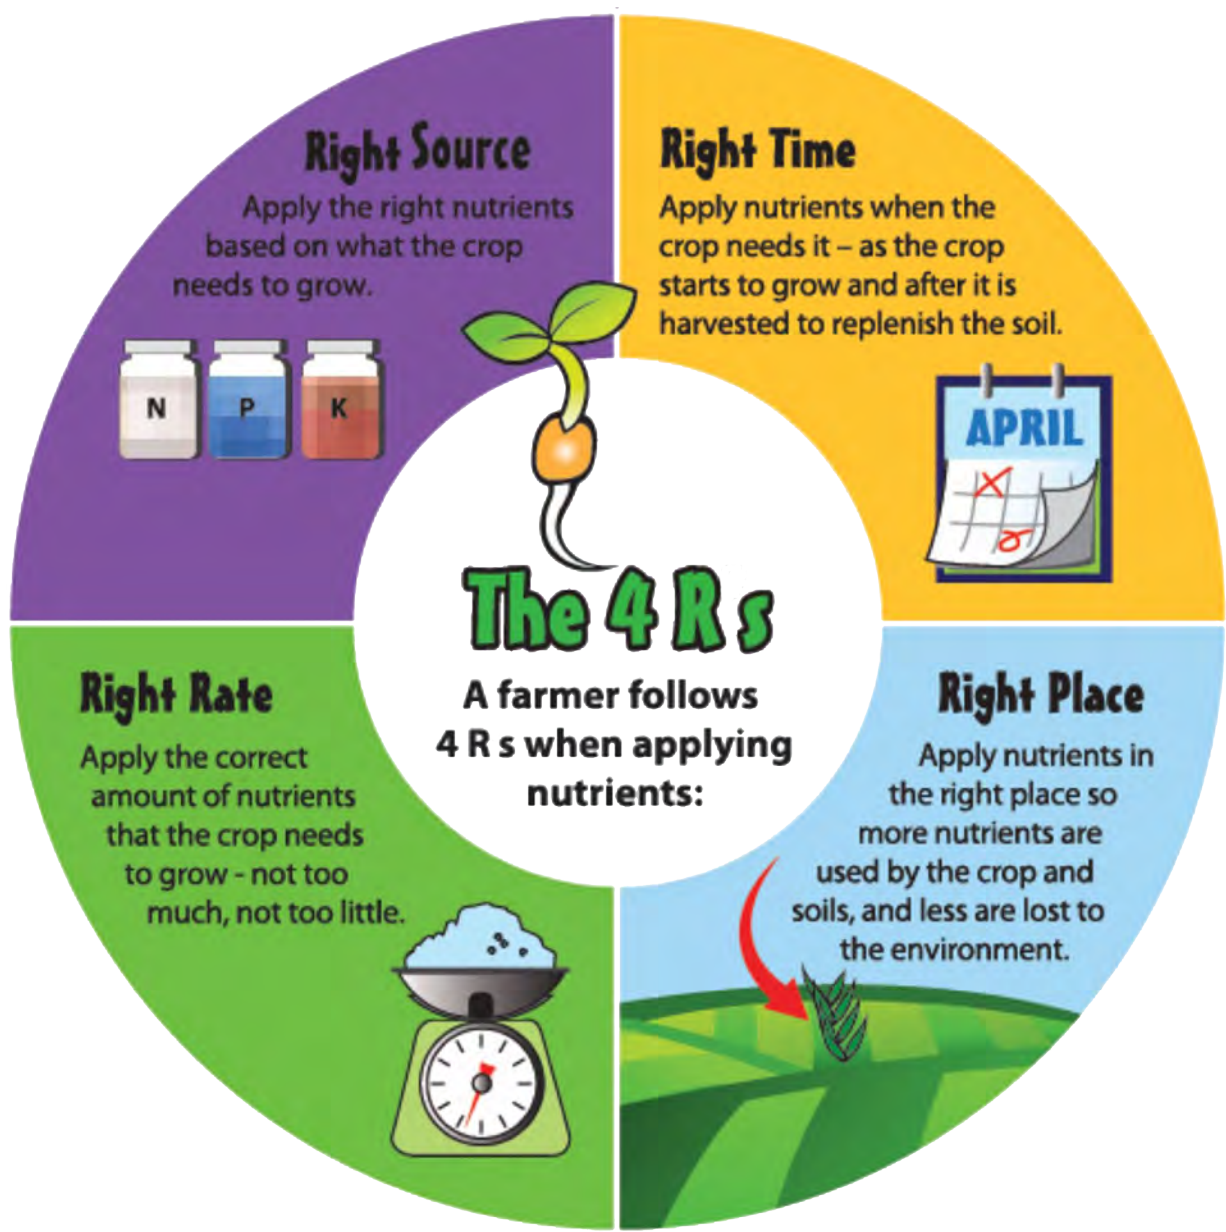 Right Source
Apply the right nutrients
based on what the crop
needs to grow.
N
P
K
Right Time
Apply nutrients when the
crop needs it – as the crop
starts to grow and after it is
harvested to replenish the soil.
APRIL
The 4 R s
A farmer follows
4 R s when applying
nutrients:
Right Rate
Apply the correct
amount of nutrients
that the crop needs
to grow - not too
much, not too little.
Right Place
Apply nutrients in
the right place so
more nutrients are
used by the crop and
soils, and less are lost to
the environment.